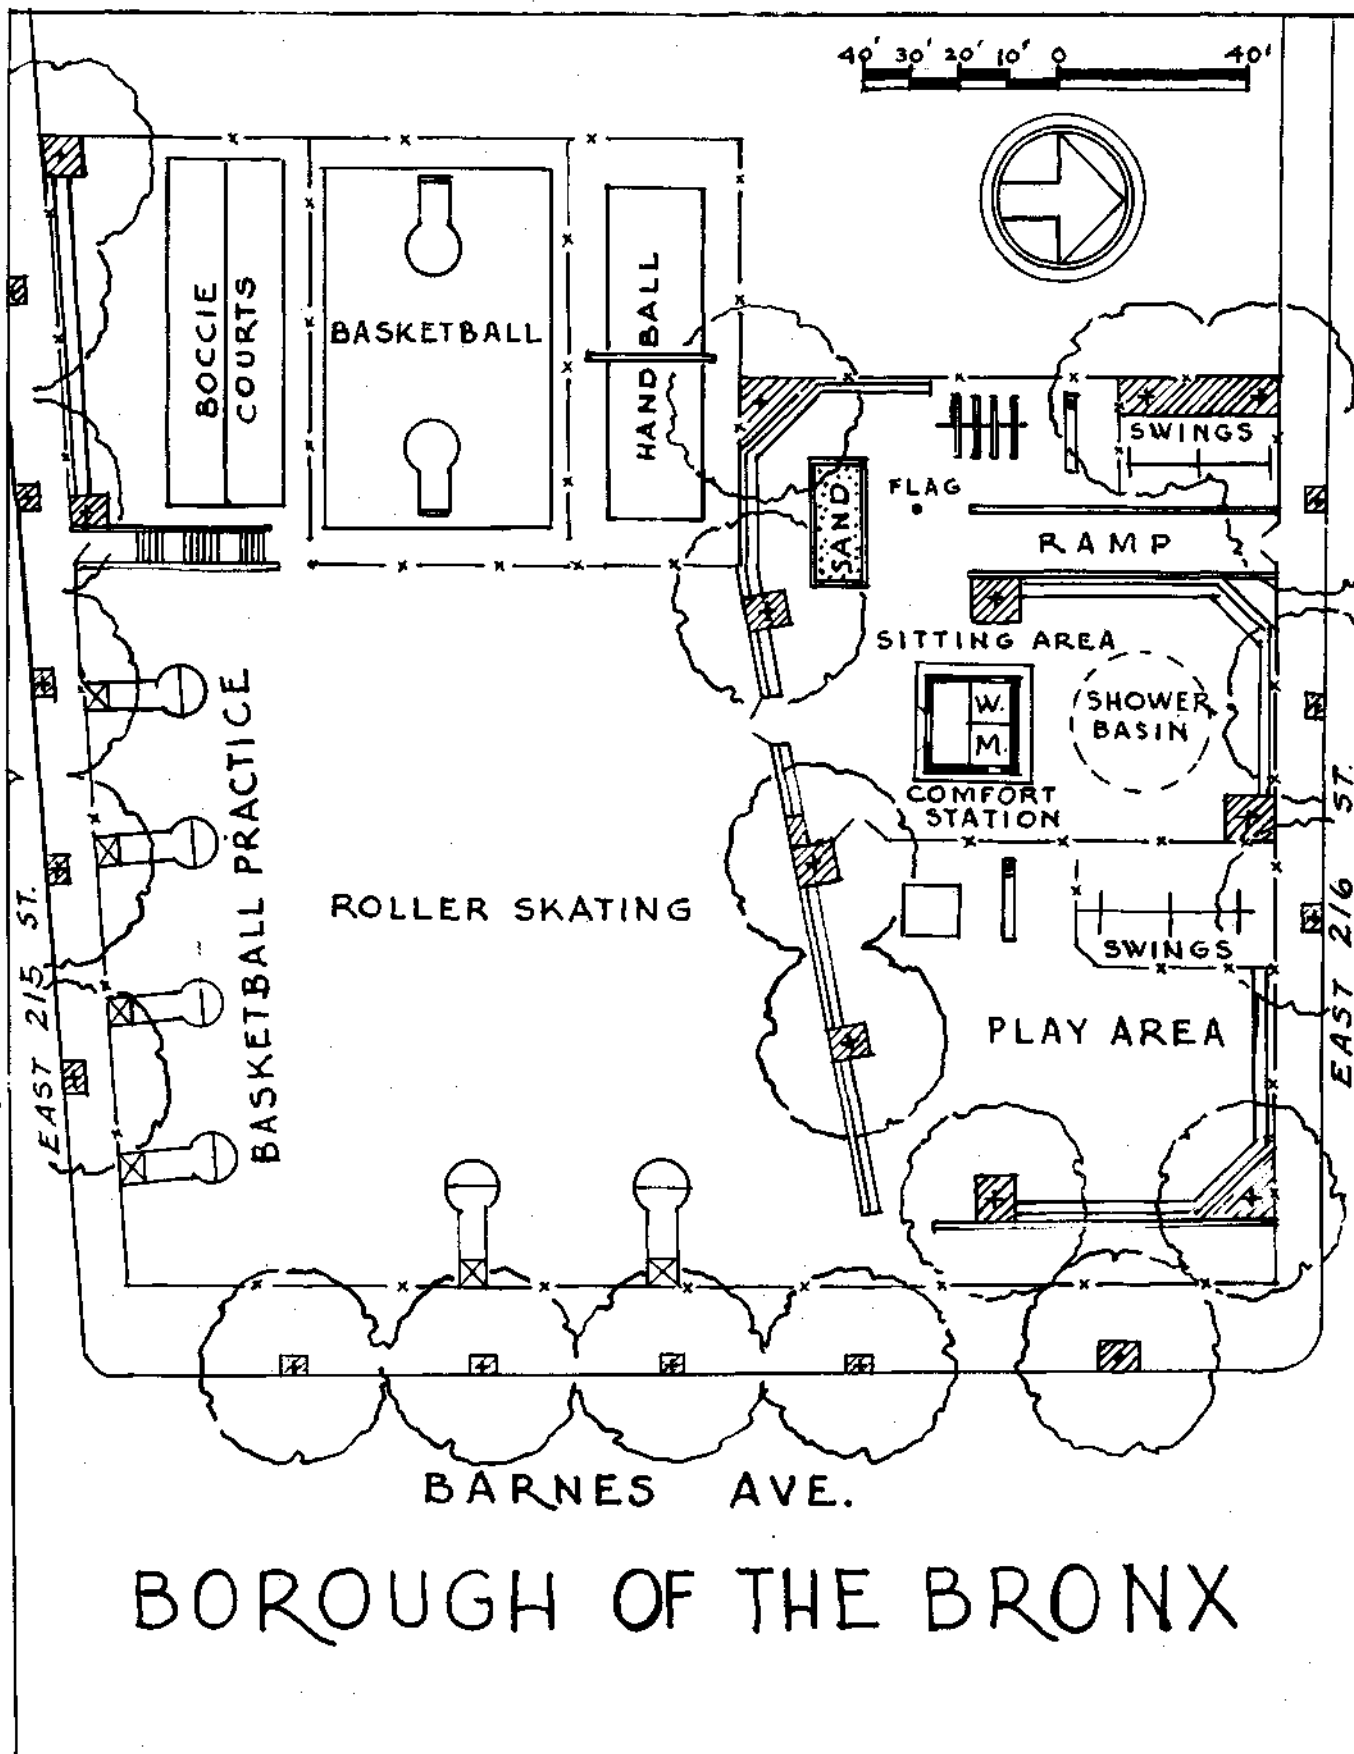 40' 30' 20' 10' 0 40'
BOCCIE
COURTS
BASKETBALL
HANDBALL
SWINGS
SAND
FLAG
RAMP
SITTING AREA
W.
M.
SHOWER
BASIN
COMFORT
STATION
BASKETBALL PRACTICE
ROLLER SKATING
SWINGS
PLAY AREA
EAST 215 ST.
EAST 216 ST.
BARNES AVE.
BOROUGH OF THE BRONX